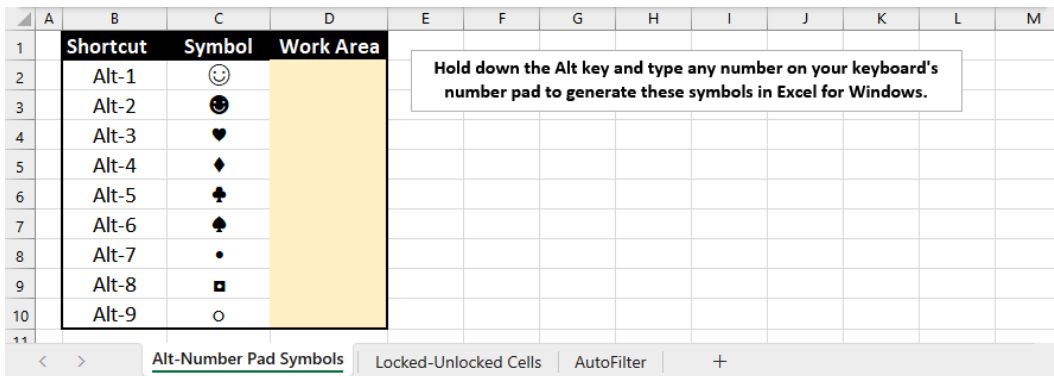 A B C D E F G H I J K L M
1 Shortcut Symbol Work Area
2 Alt-1 ☺
Hold down the Alt key and type any number on your keyboard's
3 Alt-2 ☻
number pad to generate these symbols in Excel for Windows.
4 Alt-3 ♥
5 Alt-4 ♦
6 Alt-5 ♣
7 Alt-6 ♠
8 Alt-7 •
9 Alt-8 ◘
10 Alt-9 ○
11
< > Alt-Number Pad Symbols Locked-Unlocked Cells AutoFilter +